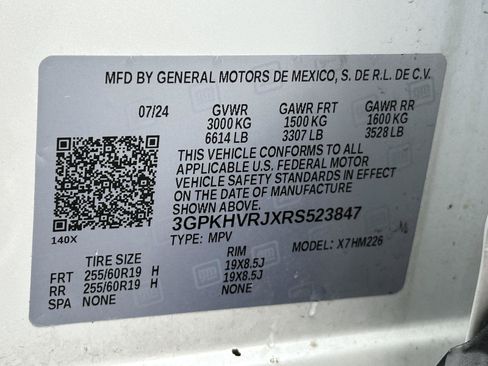 MFD BY GENERAL MOTORS DE MEXICO, S. DE R.L. DE C.V.
07/24 GVWR GAWR FRT GAWR RR
3000 KG 1500 KG 1600 KG
6614 LB 3307 LB 3528 LB
THIS VEHICLE CONFORMS TO ALL
APPLICABLE U.S. FEDERAL MOTOR
VEHICLE SAFETY STANDARDS IN EFFECT
ON THE DATE OF MANUFACTURE
SHOWN ABOVE.
3GPKHVRJXRS523847
140X TYPE: MPV MODEL: X7HM226
TIRE SIZE RIM
FRT 255/60R19 H 19X8.5J
RR 255/60R19 H 19X8.5J
SPA NONE NONE